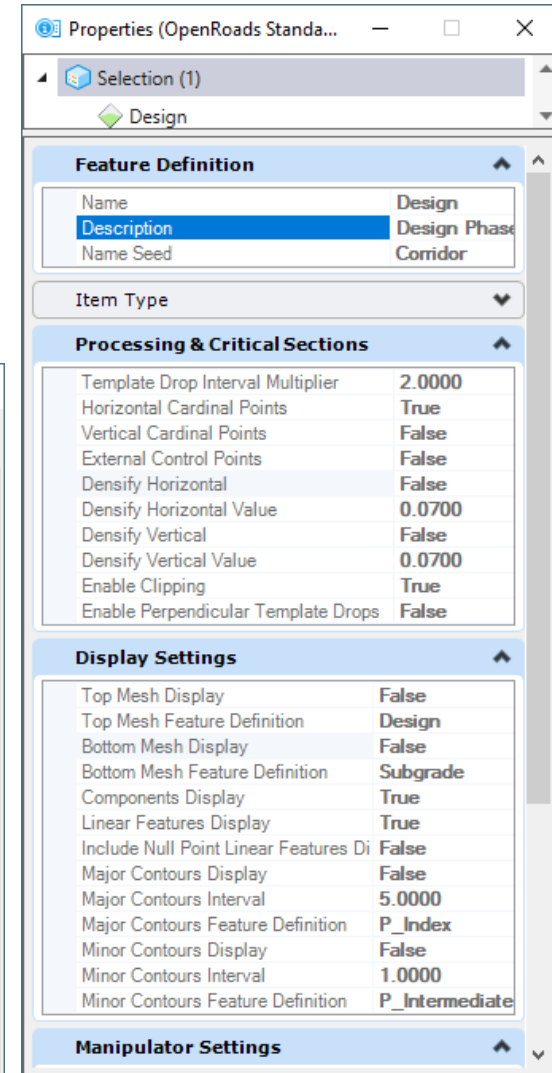 Properties (OpenRoads Standa...
Selection (1)
Design
Feature Definition
Name Design
Description Design Phase
Name Seed Corridor
Item Type
Processing & Critical Sections
Template Drop Interval Multiplier 2.0000
Horizontal Cardinal Points True
Vertical Cardinal Points False
External Control Points False
Densify Horizontal False
Densify Horizontal Value 0.0700
Densify Vertical False
Densify Vertical Value 0.0700
Enable Clipping True
Enable Perpendicular Template Drops False
Display Settings
Top Mesh Display False
Top Mesh Feature Definition Design
Bottom Mesh Display False
Bottom Mesh Feature Definition Subgrade
Components Display True
Linear Features Display True
Include Null Point Linear Features Di False
Major Contours Display False
Major Contours Interval 5.0000
Major Contours Feature Definition P_Index
Minor Contours Display False
Minor Contours Interval 1.0000
Minor Contours Feature Definition P_Intermediate
Manipulator Settings